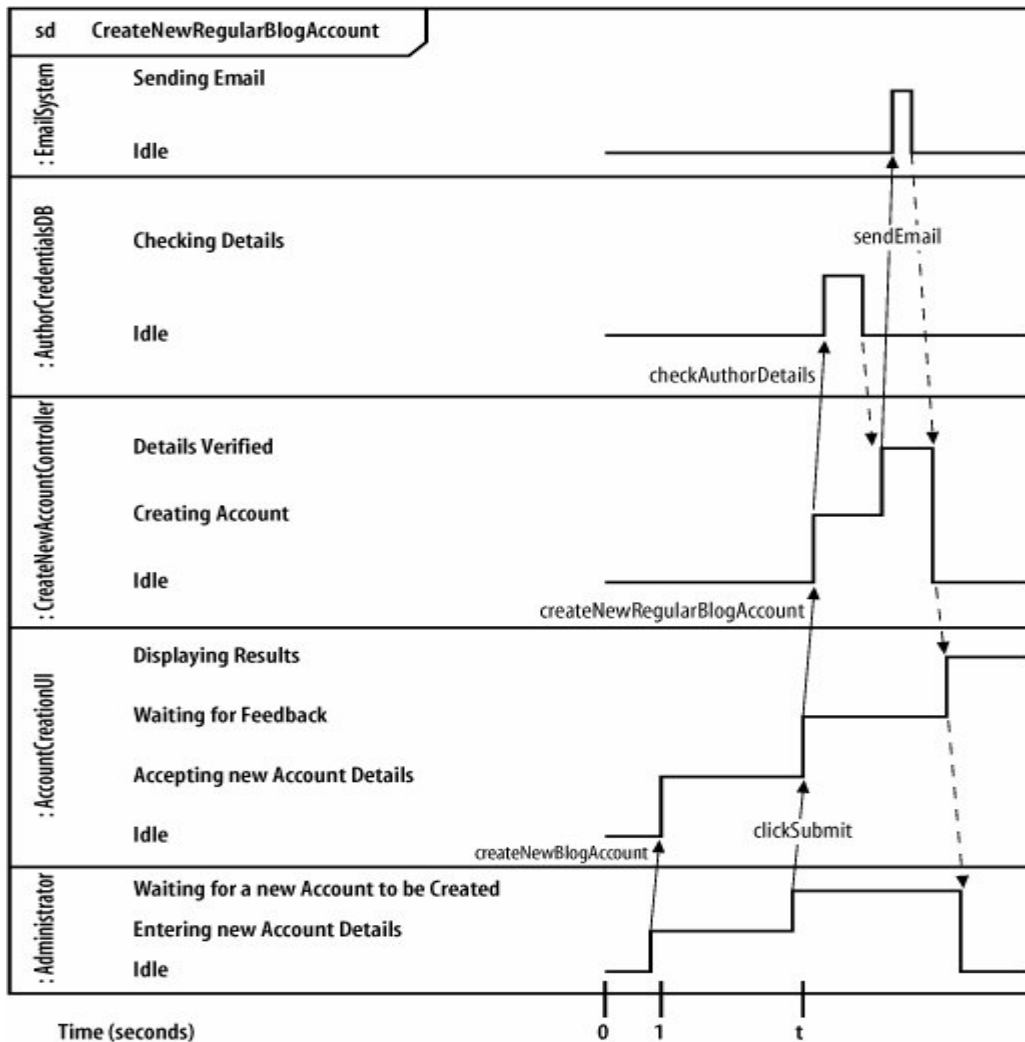 sd CreateNewRegularBlogAccount
:EmailSystem
Sending Email
Idle
:AuthorCredentialsDB
Checking Details
sendEmail
Idle
checkAuthorDetails
:CreateNewAccountController
Details Verified
Creating Account
Idle
createNewRegularBlogAccount
:AccountCreationUI
Displaying Results
Waiting for Feedback
Accepting new Account Details
Idle
clickSubmit
createNewBlogAccount
:Administrator
Waiting for a new Account to be Created
Entering new Account Details
Idle
Time (seconds) 0 1 t